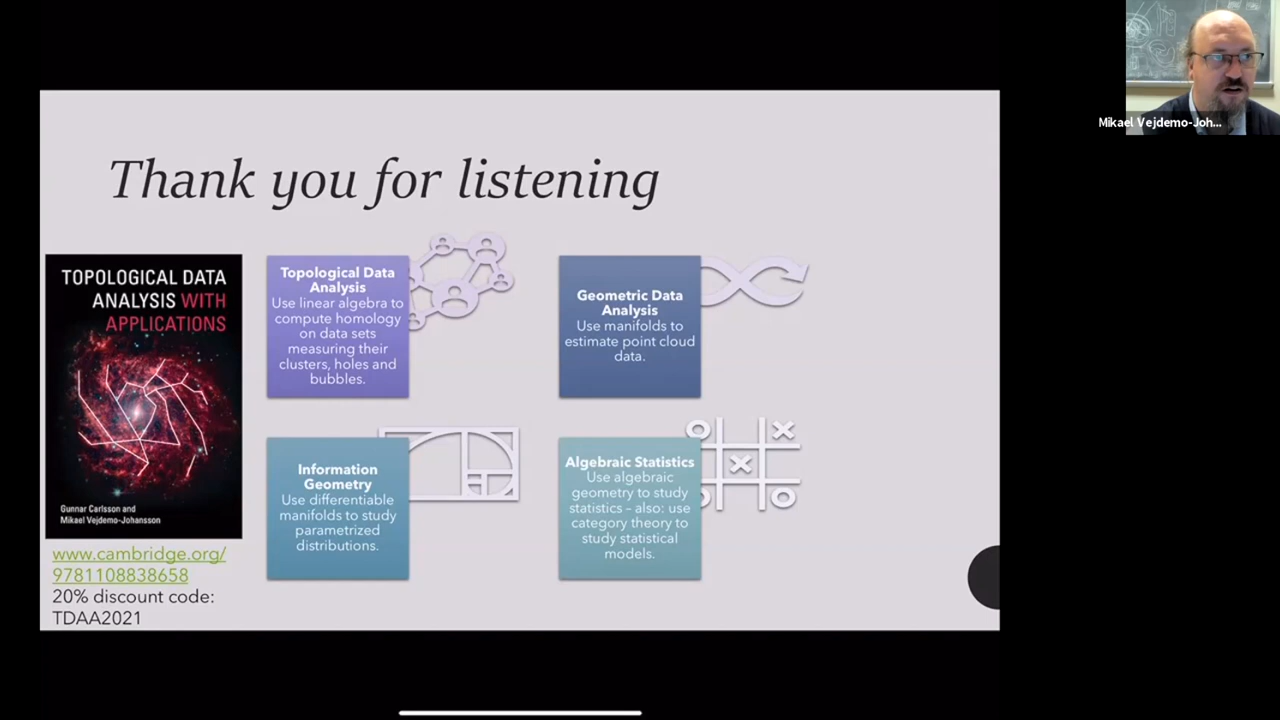 Mikael Vejdemo-Joh...
Thank you for listening
TOPOLOGICAL DATA
ANALYSIS WITH
APPLICATIONS
Gunnar Carlsson and
Mikael Vejdemo-Johansson
www.cambridge.org/
9781108838658
20% discount code:
TDAA2021
Topological Data
Analysis
Use linear algebra to
compute homology
on data sets
measuring their
clusters, holes and
bubbles.
Geometric Data
Analysis
Use manifolds to
estimate point cloud
data.
Information
Geometry
Use differentiable
manifolds to study
parametrized
distributions.
Algebraic Statistics
Use algebraic
geometry to study
statistics – also: use
category theory to
study statistical
models.